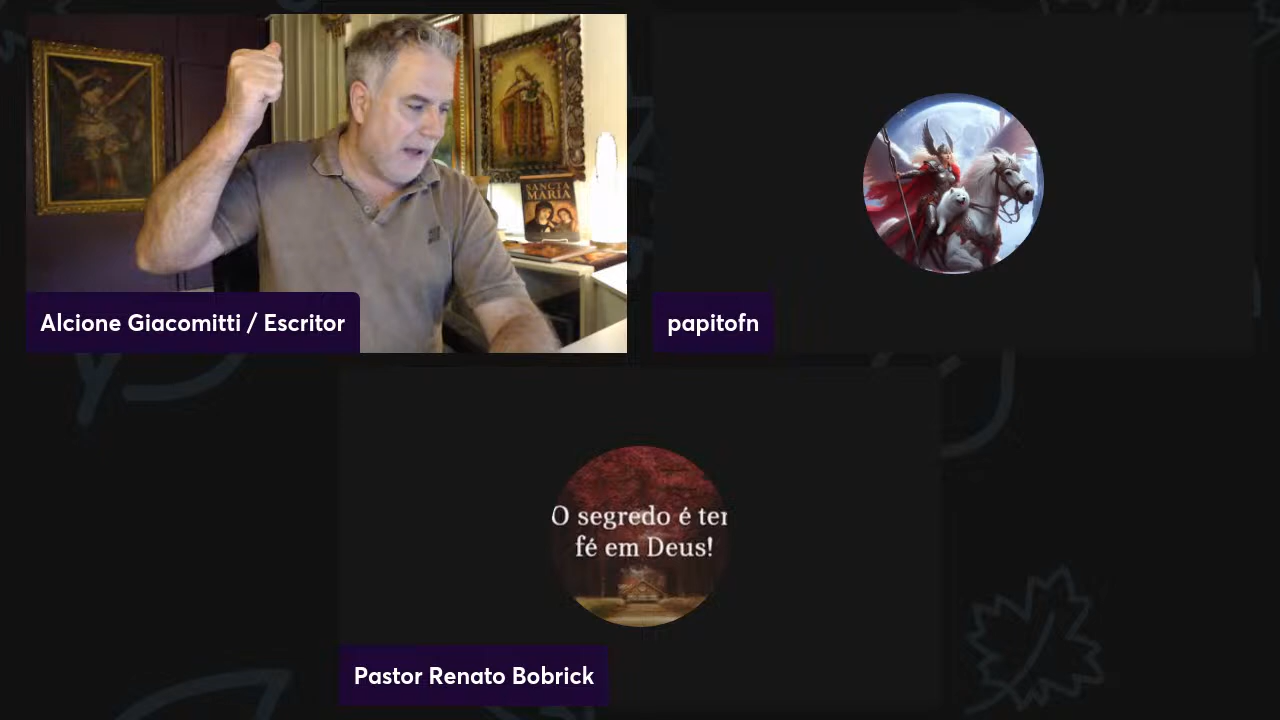 SANCTA
MARIA
Alcione Giacomitti / Escritor
papitofn
O segredo é ter
fé em Deus!
Pastor Renato Bobrick